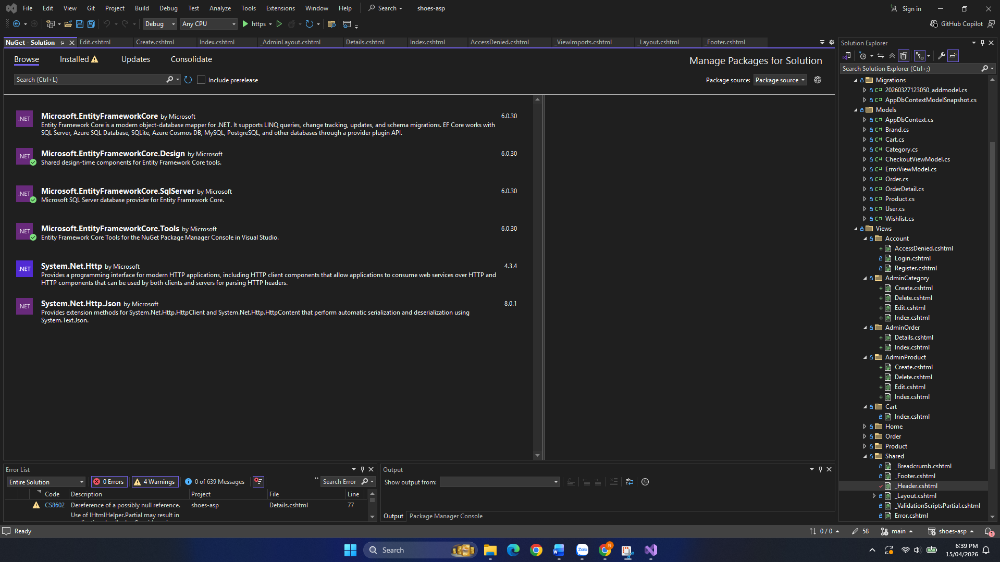 File Edit View Git Project Build Debug Test Analyze Tools Extensions Window Help Search shoes-asp Sign in
Debug Any CPU https GitHub Copilot
NuGet - Solution Edit.cshtml Create.cshtml Index.cshtml _AdminLayout.cshtml Details.cshtml Index.cshtml AccessDenied.cshtml _ViewImports.cshtml _Layout.cshtml _Footer.cshtml
Browse Installed Updates Consolidate
Manage Packages for Solution
Search (Ctrl+L) Include prerelease
Package source: Package source
.NET Microsoft.EntityFrameworkCore by Microsoft 6.0.30
Entity Framework Core is a modern object-database mapper for .NET. It supports LINQ queries, change tracking, updates, and schema migrations. EF Core works with
SQL Server, Azure SQL Database, SQLite, Azure Cosmos DB, MySQL, PostgreSQL, and other databases through a provider plugin API.
.NET Microsoft.EntityFrameworkCore.Design by Microsoft 6.0.30
Shared design-time components for Entity Framework Core tools.
.NET Microsoft.EntityFrameworkCore.SqlServer by Microsoft 6.0.30
Microsoft SQL Server database provider for Entity Framework Core.
.NET Microsoft.EntityFrameworkCore.Tools by Microsoft 6.0.30
Entity Framework Core Tools for the NuGet Package Manager Console in Visual Studio.
.NET System.Net.Http by Microsoft 4.3.4
Provides a programming interface for modern HTTP applications, including HTTP client components that allow applications to consume web services over HTTP and
HTTP components that can be used by both clients and servers for parsing HTTP headers.
.NET System.Net.Http.Json by Microsoft 8.0.1
Provides extension methods for System.Net.Http.HttpClient and System.Net.Http.HttpContent that perform automatic serialization and deserialization using
System.Text.Json.
Solution Explorer
Search Solution Explorer (Ctrl+;)
Migrations
C# 20260327123050_addmodel.cs
C# AppDbContextModelSnapshot.cs
Models
C# AppDbContext.cs
C# Brand.cs
C# Cart.cs
C# Category.cs
C# CheckoutViewModel.cs
C# ErrorViewModel.cs
C# Order.cs
C# OrderDetail.cs
C# Product.cs
C# User.cs
C# Wishlist.cs
Views
Account
AccessDenied.cshtml
Login.cshtml
Register.cshtml
AdminCategory
Create.cshtml
Delete.cshtml
Edit.cshtml
Index.cshtml
AdminOrder
Details.cshtml
Index.cshtml
AdminProduct
Create.cshtml
Delete.cshtml
Edit.cshtml
Index.cshtml
Cart
Index.cshtml
Home
Order
Product
Shared
_Breadcrumb.cshtml
_Footer.cshtml
_Header.cshtml
_Layout.cshtml
_ValidationScriptsPartial.cshtml
Error.cshtml
Error List
Entire Solution 0 Errors 4 Warnings 0 of 639 Messages Search Error
Code Description Project File Line
CS8602 Dereference of a possibly null reference. shoes-asp Details.cshtml 77
Use of IHtmlHelper.Partial may result in
Output
Show output from:
Output Package Manager Console
Ready 0 / 0 58 main shoes-asp 1
Search Zalo N 6:39 PM
15/04/2026